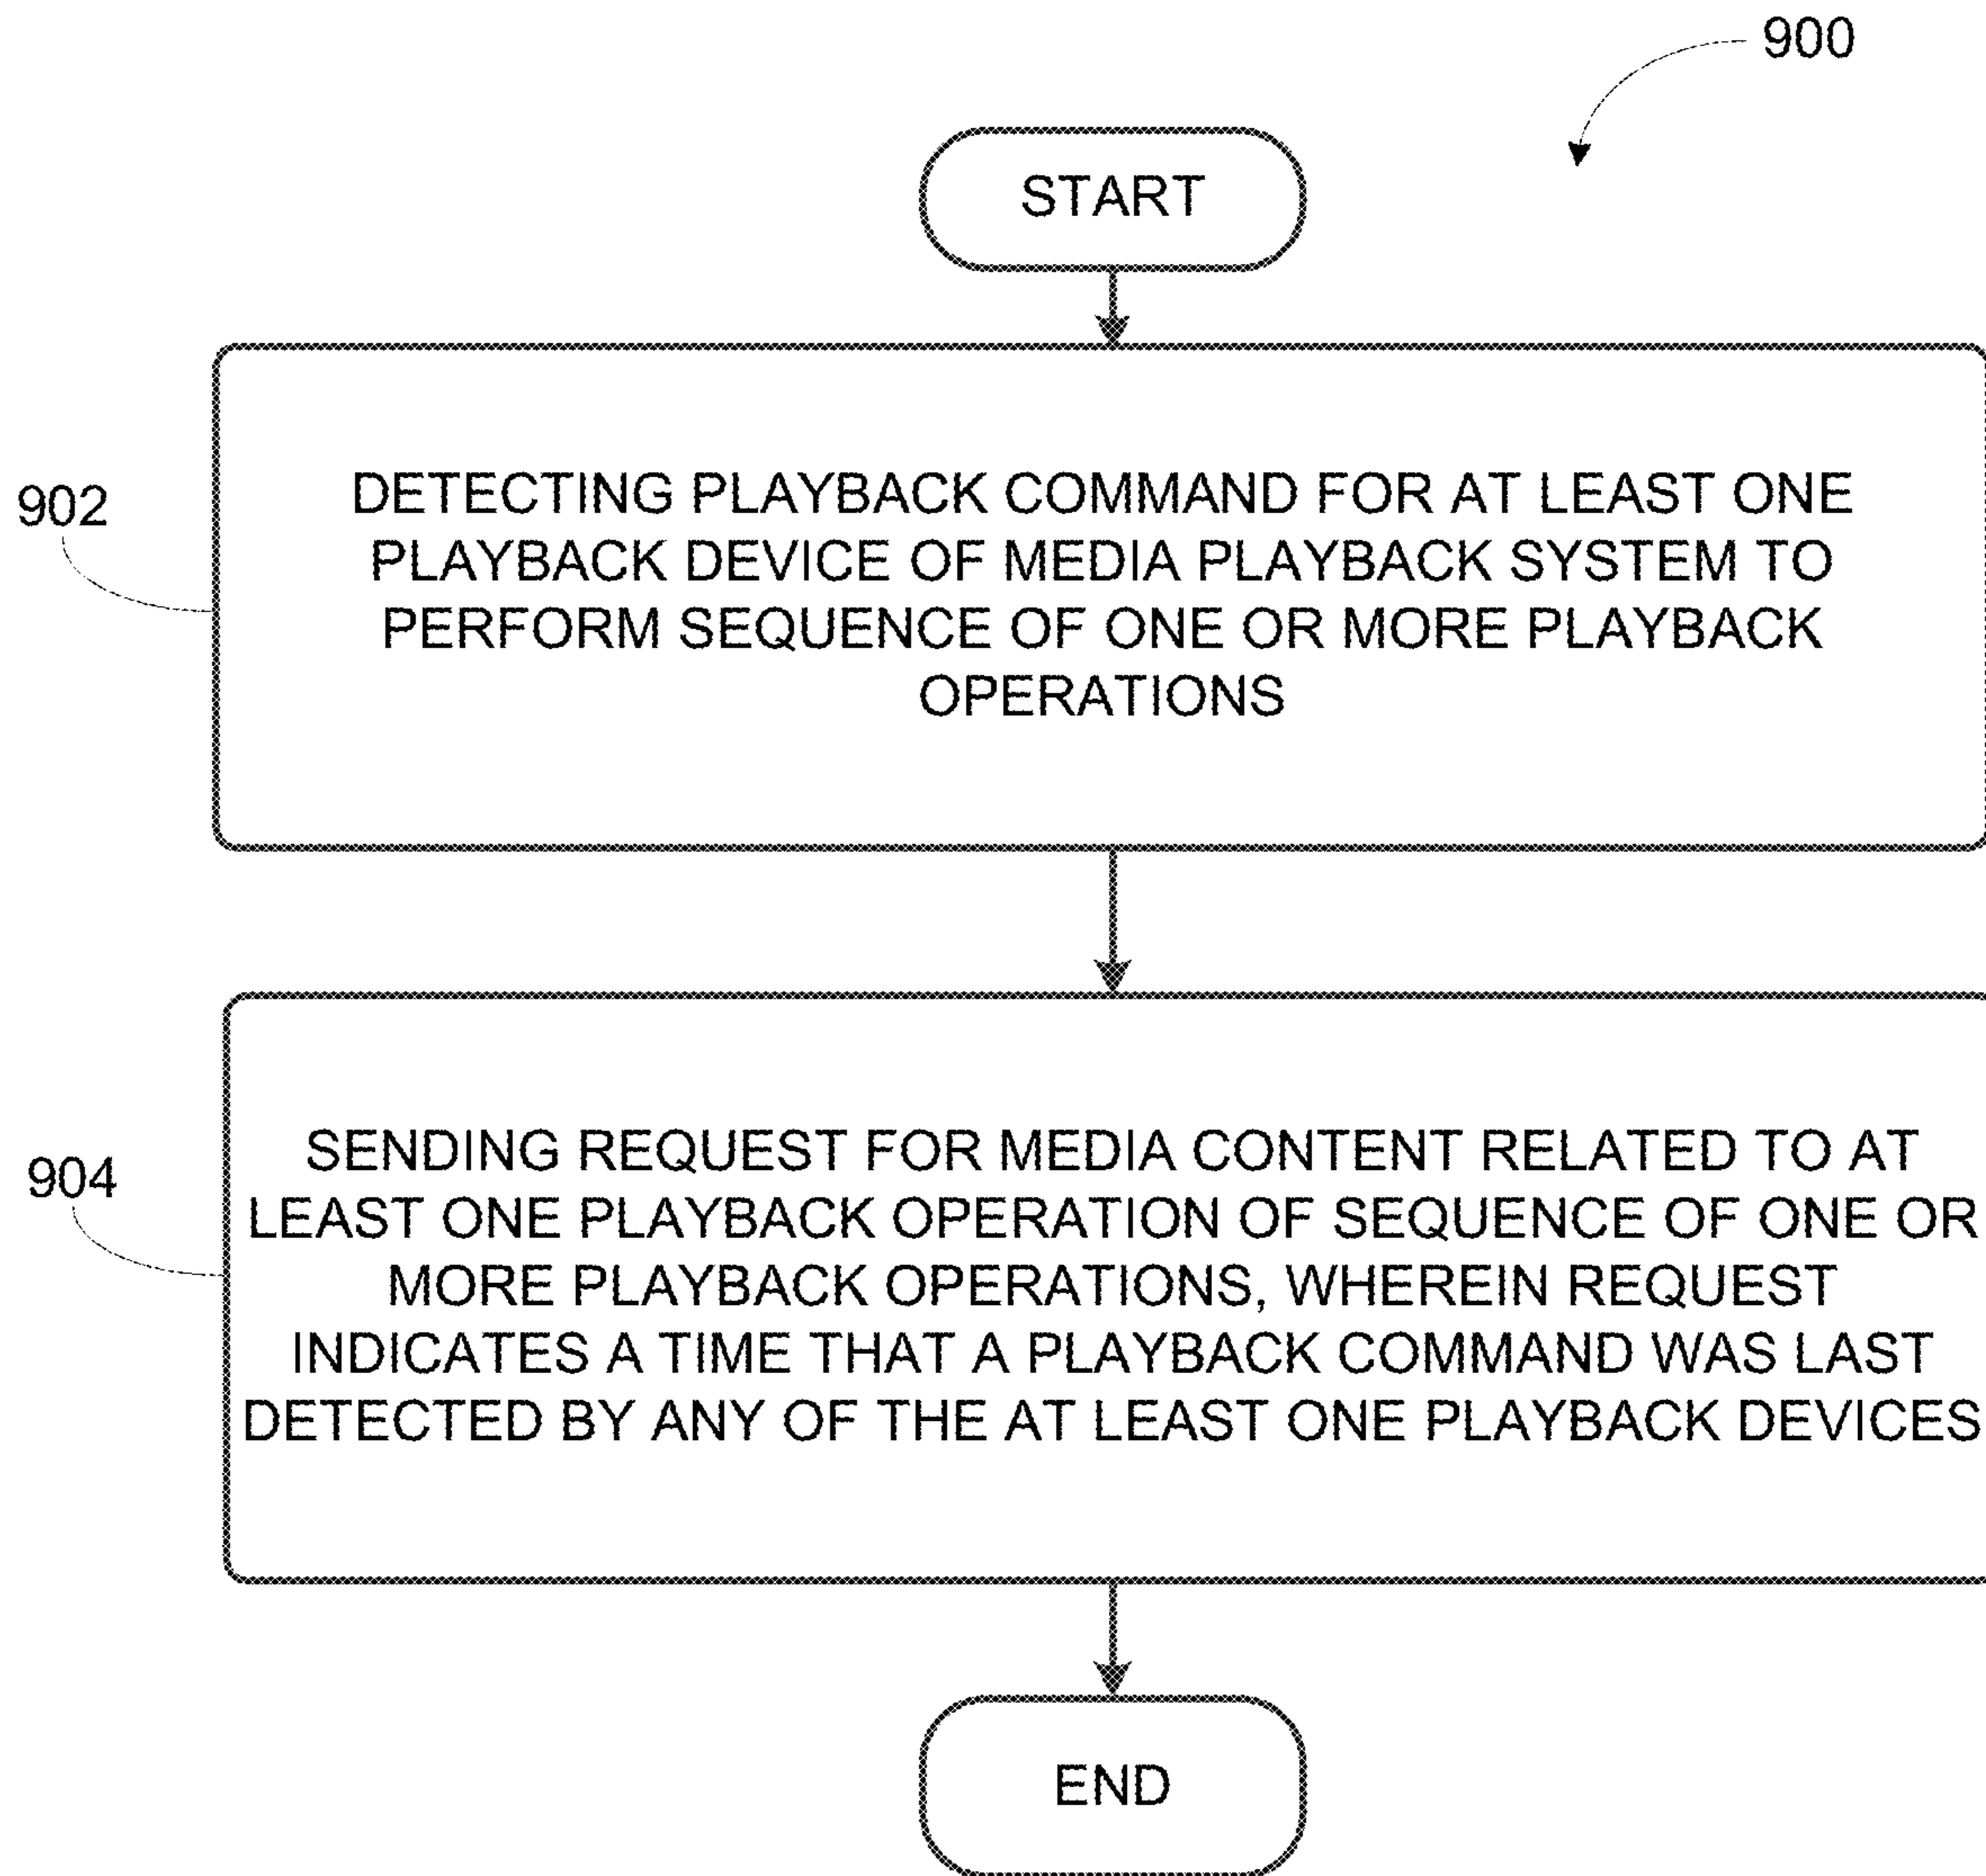 900
START
902
DETECTING PLAYBACK COMMAND FOR AT LEAST ONE
PLAYBACK DEVICE OF MEDIA PLAYBACK SYSTEM TO
PERFORM SEQUENCE OF ONE OR MORE PLAYBACK
OPERATIONS
904
SENDING REQUEST FOR MEDIA CONTENT RELATED TO AT
LEAST ONE PLAYBACK OPERATION OF SEQUENCE OF ONE OR
MORE PLAYBACK OPERATIONS, WHEREIN REQUEST
INDICATES A TIME THAT A PLAYBACK COMMAND WAS LAST
DETECTED BY ANY OF THE AT LEAST ONE PLAYBACK DEVICES
END